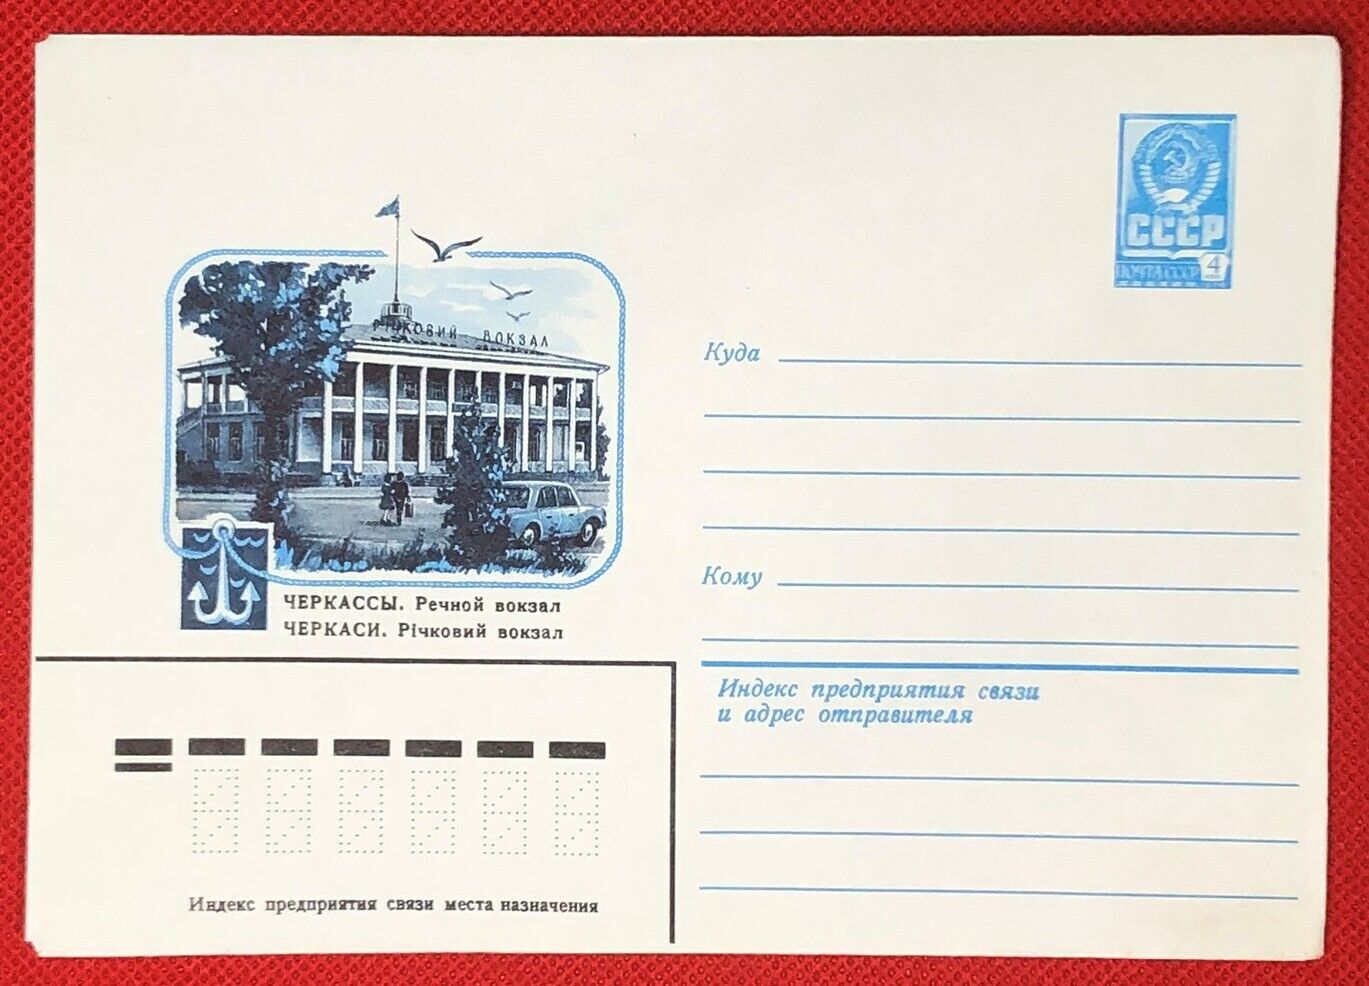 СССР
ПОЧТА СССР 4
РІЧКОВИЙ ВОКЗАЛ
Куда
ЧЕРКАССЫ. Речной вокзал
ЧЕРКАСИ. Річковий вокзал
Кому
Индекс предприятия связи
и адрес отправителя
Индекс предприятия связи места назначения